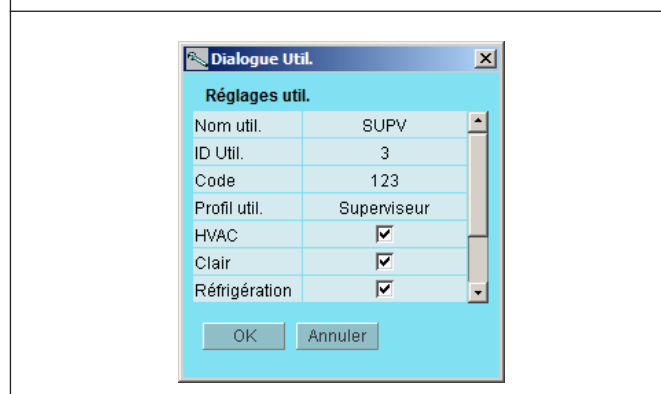 Dialogue Util.
Réglages util.
Nom util. SUPV
ID Util. 3
Code 123
Profil util. Superviseur
HVAC
Clair
Réfrigération
OK Annuler